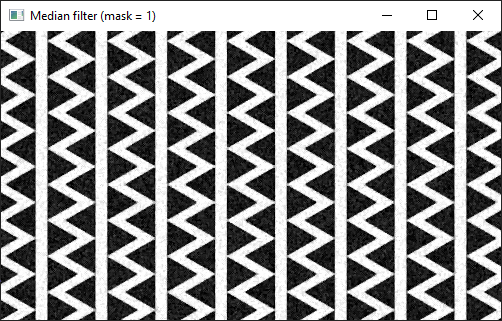 Median filter (mask = 1)